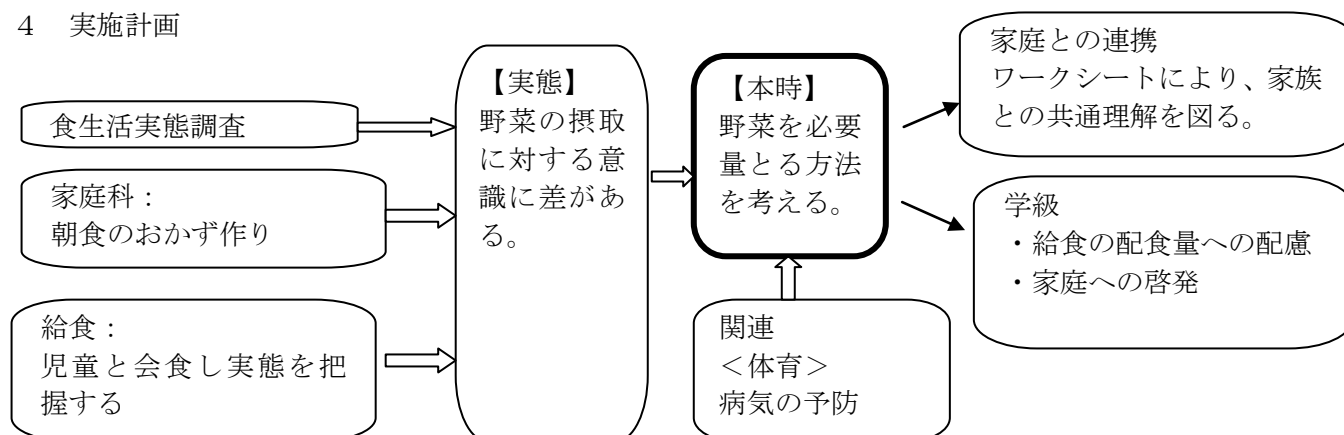 4　実施計画
食生活実態調査
家庭科：
朝食のおかず作り
給食：
児童と会食し実態を把
握する
【実態】
野菜の摂取
に対する意
識に差があ
る。
【本時】
野菜を必要
量とる方法
を考える。
関連
＜体育＞
病気の予防
家庭との連携
ワークシートにより、家族
との共通理解を図る。
学級
・給食の配食量への配慮
・家庭への啓発